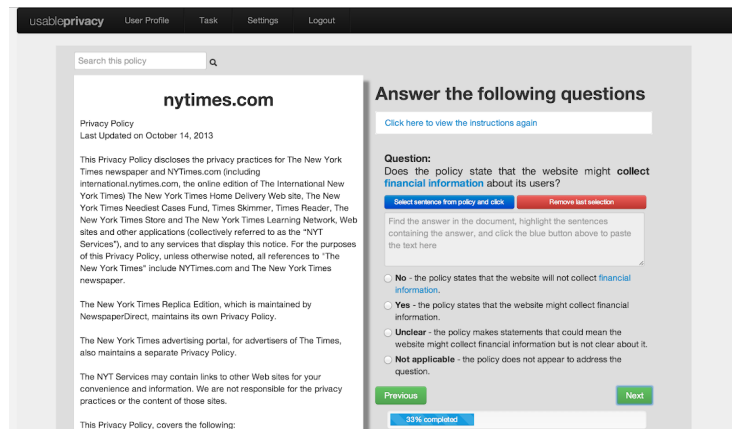 usableprivacy User Profile Task Settings Logout
Search this policy
nytimes.com
Privacy Policy
Last Updated on October 14, 2013
This Privacy Policy discloses the privacy practices for The New York
Times newspaper and NYTimes.com (including
international.nytimes.com, the online edition of The International New
York Times) The New York Times Home Delivery Web site, The New
York Times Neediest Cases Fund, Times Skimmer, Times Reader, The
New York Times Store and The New York Times Learning Network, Web
sites and other applications (collectively referred to as the “NYT
Services”), and to any services that display this notice. For the purposes
of this Privacy Policy, unless otherwise noted, all references to "The
New York Times" include NYTimes.com and The New York Times
newspaper.
The New York Times Replica Edition, which is maintained by
NewspaperDirect, maintains its own Privacy Policy.
The New York Times advertising portal, for advertisers of The Times,
also maintains a separate Privacy Policy.
The NYT Services may contain links to other Web sites for your
convenience and information. We are not responsible for the privacy
practices or the content of those sites.
This Privacy Policy, covers the following:
Answer the following questions
Click here to view the instructions again
Question:
Does the policy state that the website might collect
financial information about its users?
Select sentence from policy and click Remove last selection
Find the answer in the document, highlight the sentences
containing the answer, and click the blue button above to paste
the text here
No - the policy states that the website will not collect financial
information.
Yes - the policy states that the website might collect financial
information.
Unclear - the policy makes statements that could mean the
website might collect financial information but is not clear about it.
Not applicable - the policy does not appear to address the
question.
Previous Next
33% completed